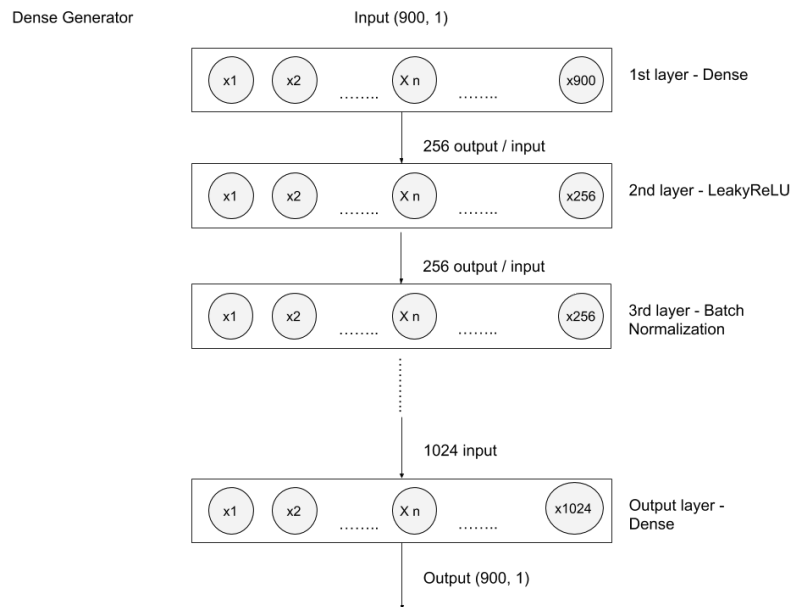 Dense Generator
Input (900, 1)
x1 x2 ........ X n ....... x900
1st layer - Dense
256 output / input
x1 x2 ........ X n ....... x256
2nd layer - LeakyReLU
256 output / input
x1 x2 ........ X n ....... x256
3rd layer - Batch
Normalization
1024 input
x1 x2 ........ X n ....... x1024
Output layer -
Dense
Output (900, 1)